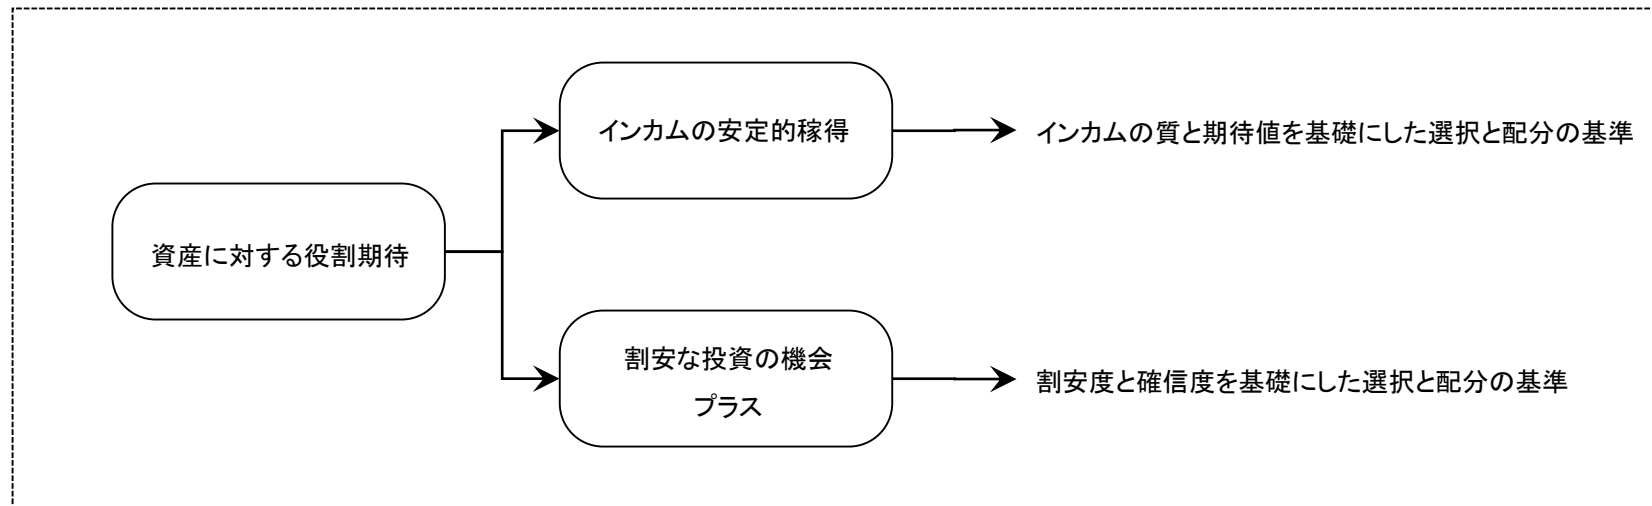 インカムの安定的稼得
インカムの質と期待値を基礎にした選択と配分の基準
資産に対する役割期待
割安な投資の機会
プラス
割安度と確信度を基礎にした選択と配分の基準